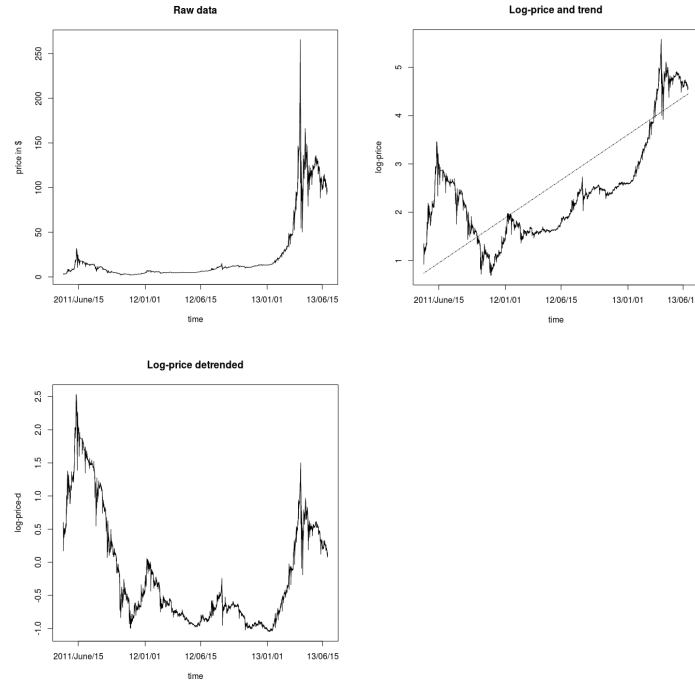 Raw data
price in $
250
200
150
100
50
0
2011/June/15 12/01/01 12/06/15 13/01/01 13/06/15
time
Log-price and trend
log-price
5
4
3
2
1
2011/June/15 12/01/01 12/06/15 13/01/01 13/06/1
time
Log-price detrended
log-price-d
2.5
2.0
1.5
1.0
0.5
0.0
-0.5
-1.0
2011/June/15 12/01/01 12/06/15 13/01/01 13/06/15
time